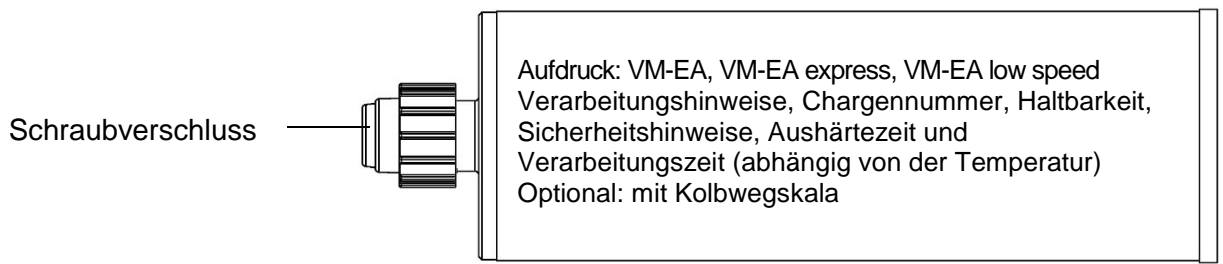 Schraubverschluss
Aufdruck: VM-EA, VM-EA express, VM-EA low speed
Verarbeitungshinweise, Chargennummer, Haltbarkeit,
Sicherheitshinweise, Aushärtezeit und
Verarbeitungszeit (abhängig von der Temperatur)
Optional: mit Kolbwegskala